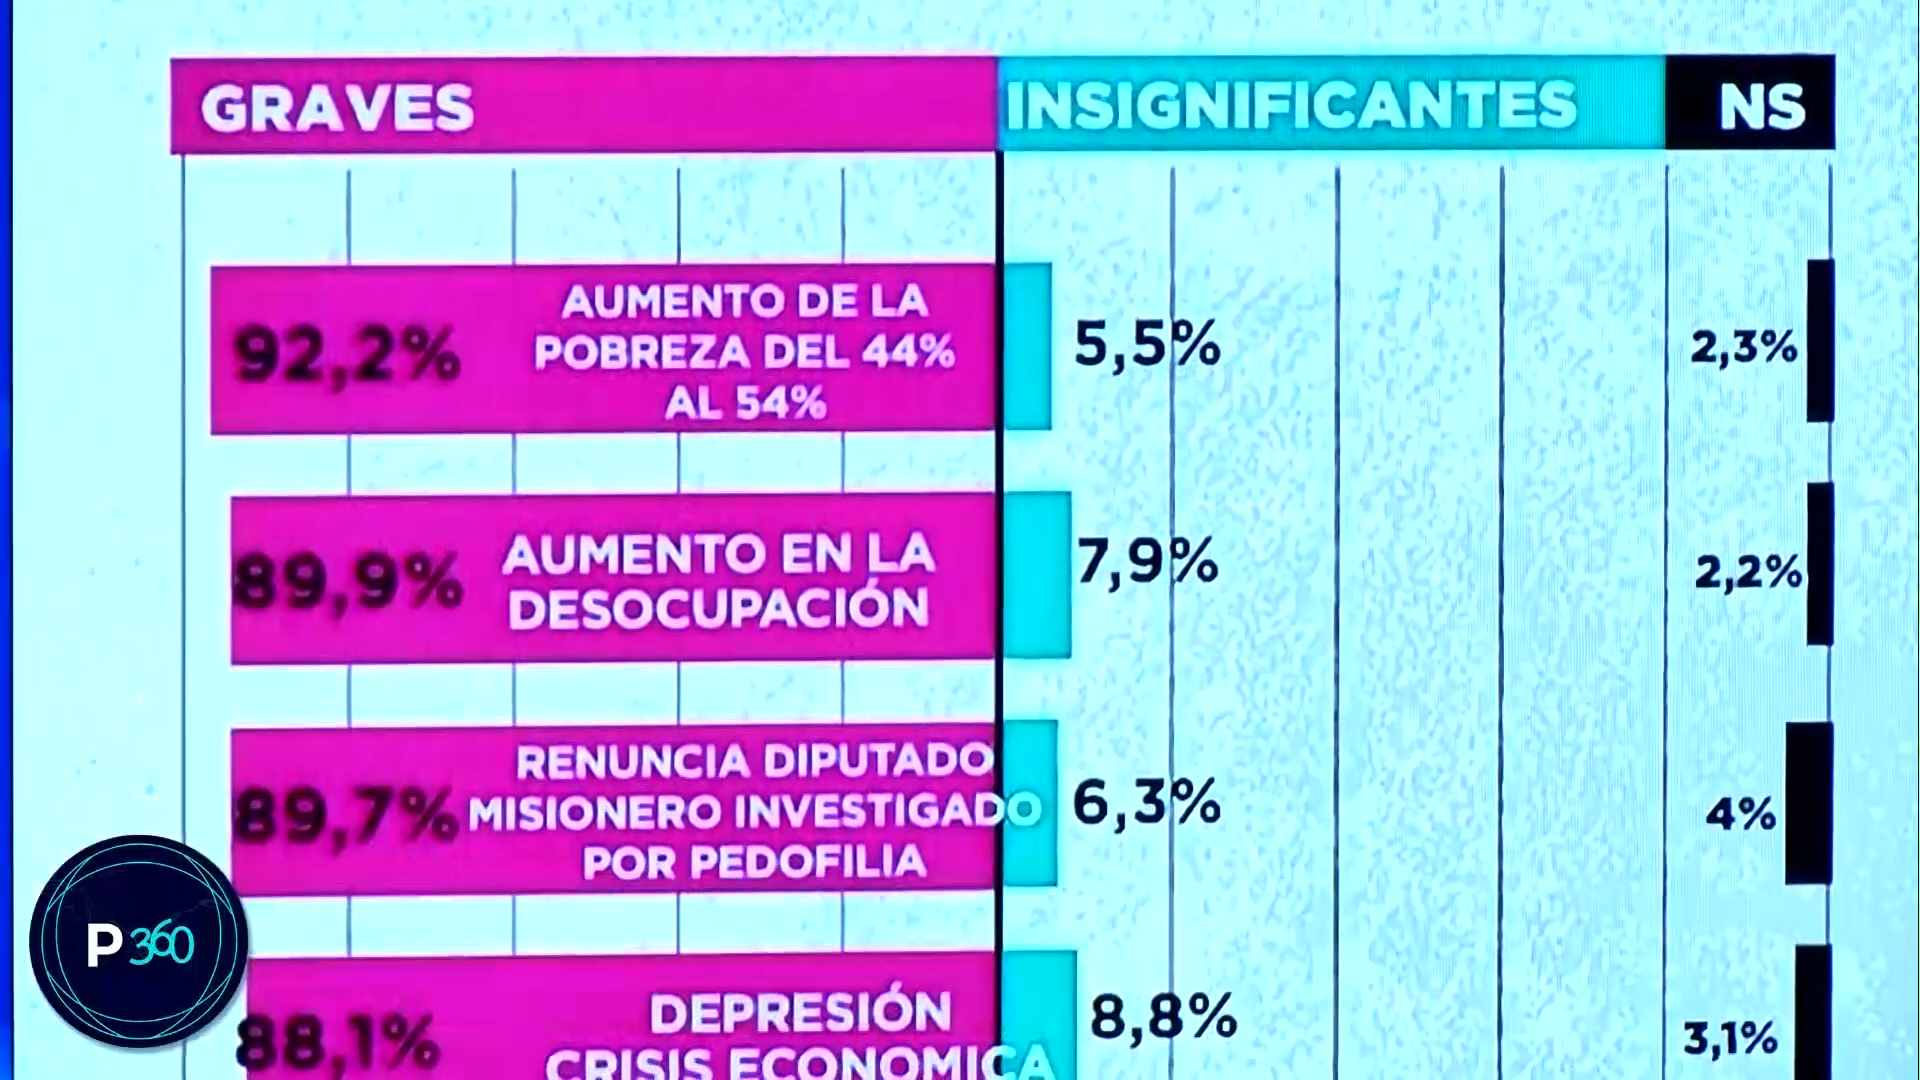 GRAVES INSIGNIFICANTES NS
92,2% AUMENTO DE LA
POBREZA DEL 44%
AL 54%
5,5% 2,3%
89,9% AUMENTO EN LA
DESOCUPACIÓN
7,9% 2,2%
89,7% RENUNCIA DIPUTADO
MISIONERO INVESTIGADO
POR PEDOFILIA
6,3% 4%
88,1% DEPRESIÓN
CRISIS ECONOMICA
8,8% 3,1%
P360